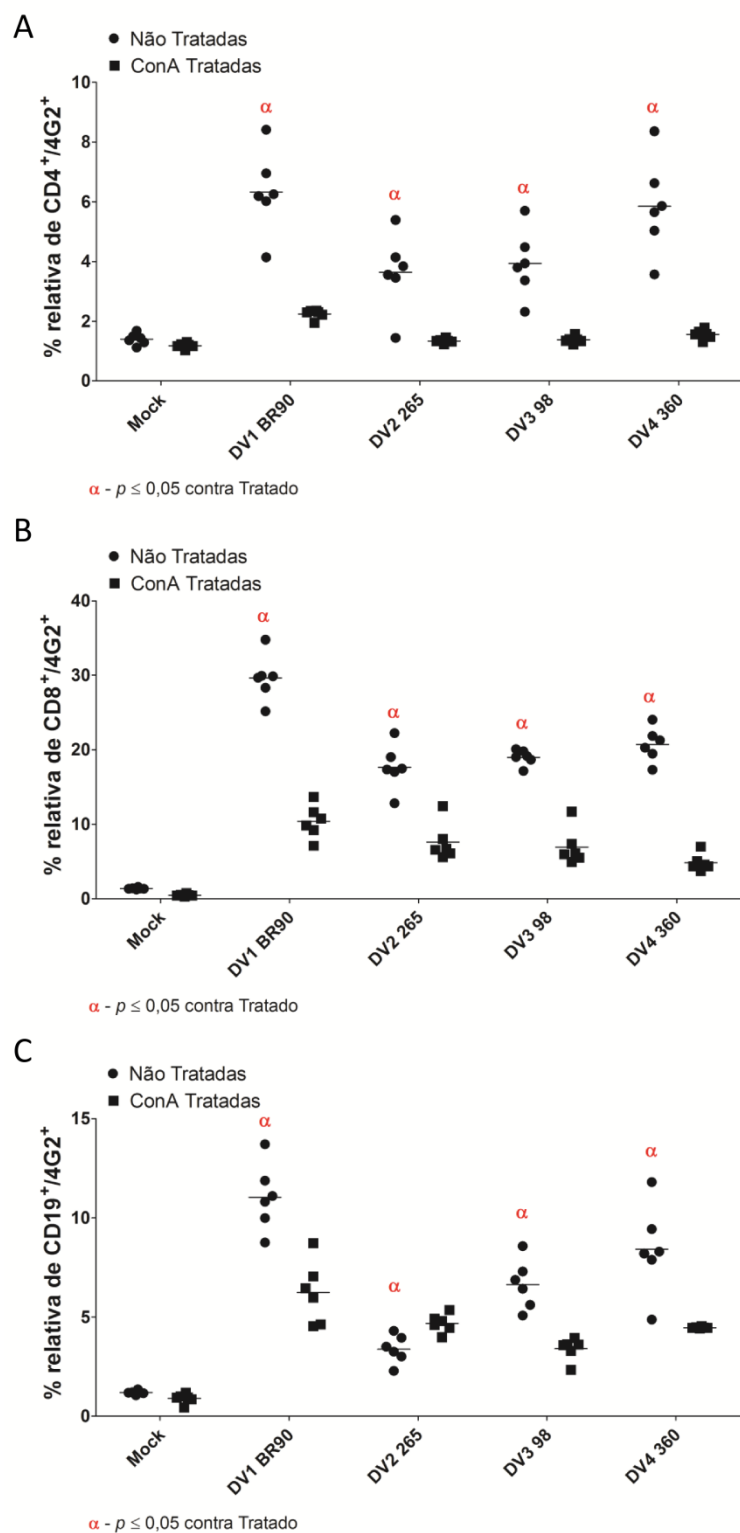 A
Não Tratadas
ConA Tratadas
% relativa de CD4⁺/4G2⁺
10
8
6
4
2
0
α
α
α
α
Mock
DV1 BR90
DV2 265
DV3 98
DV4 360
α - p ≤ 0,05 contra Tratado
B
Não Tratadas
ConA Tratadas
% relativa de CD8⁺/4G2⁺
40
30
20
10
0
α
α
α
α
Mock
DV1 BR90
DV2 265
DV3 98
DV4 360
α - p ≤ 0,05 contra Tratado
C
Não Tratadas
ConA Tratadas
% relativa de CD19⁺/4G2⁺
15
10
5
0
α
α
α
α
Mock
DV1 BR90
DV2 265
DV3 98
DV4 360
α - p ≤ 0,05 contra Tratado